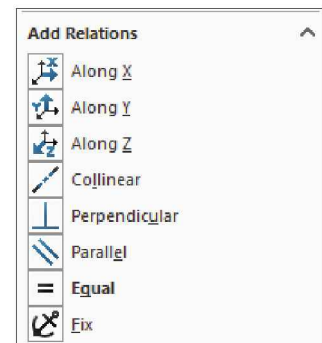 Add Relations
Along X
Along Y
Along Z
Collinear
Perpendicular
Parallel
Equal
Fix